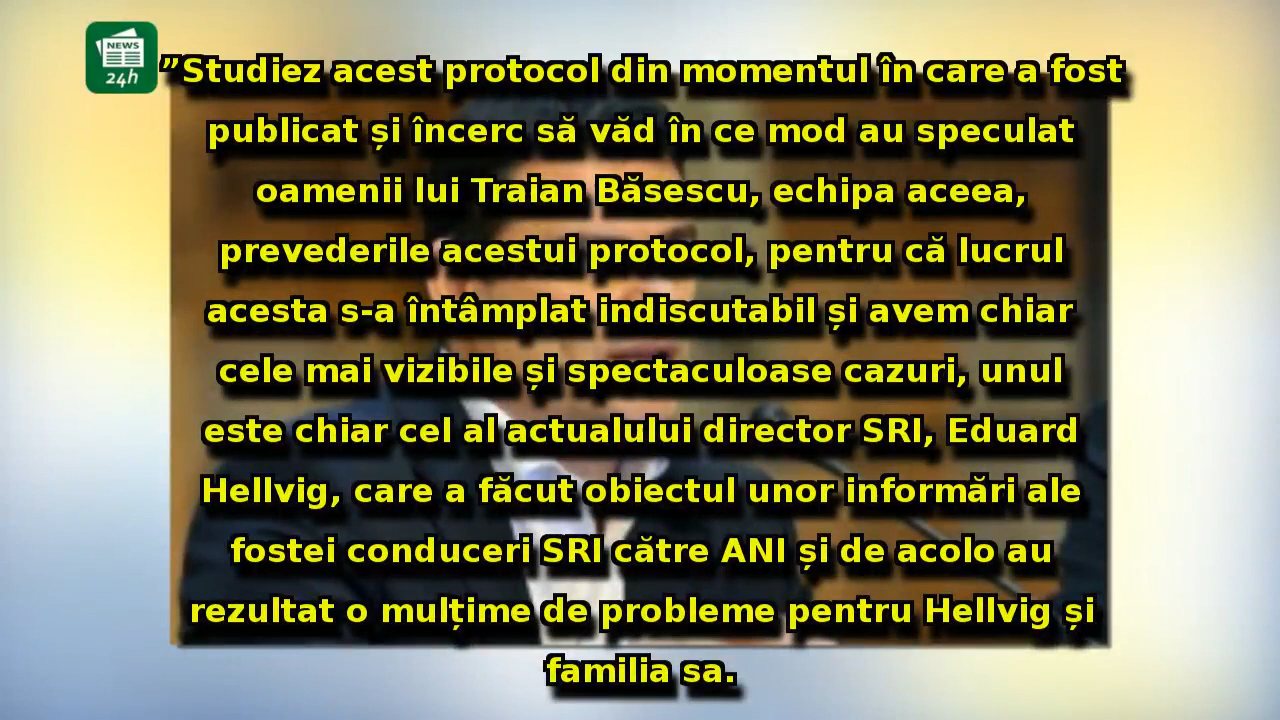 NEWS
24h
”Studiez acest protocol din momentul în care a fost
publicat și încerc să văd în ce mod au speculat
oamenii lui Traian Băsescu, echipa aceea,
prevederile acestui protocol, pentru că lucrul
acesta s-a întâmplat indiscutabil și avem chiar
cele mai vizibile și spectaculoase cazuri, unul
este chiar cel al actualului director SRI, Eduard
Hellvig, care a făcut obiectul unor informări ale
fostei conduceri SRI către ANI și de acolo au
rezultat o mulțime de probleme pentru Hellvig și
familia sa.